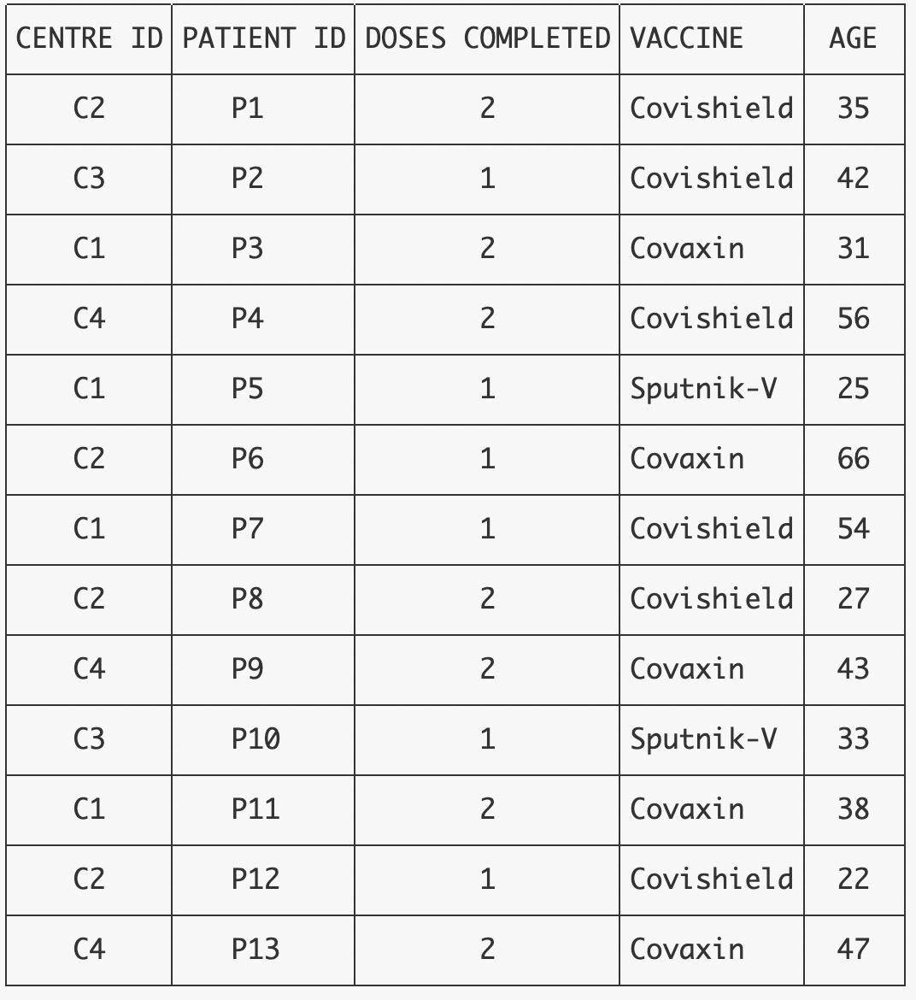 CENTRE ID PATIENT ID DOSES COMPLETED VACCINE AGE
C2 P1 2 Covishield 35
C3 P2 1 Covishield 42
C1 P3 2 Covaxin 31
C4 P4 2 Covishield 56
C1 P5 1 Sputnik-V 25
C2 P6 1 Covaxin 66
C1 P7 1 Covishield 54
C2 P8 2 Covishield 27
C4 P9 2 Covaxin 43
C3 P10 1 Sputnik-V 33
C1 P11 2 Covaxin 38
C2 P12 1 Covishield 22
C4 P13 2 Covaxin 47